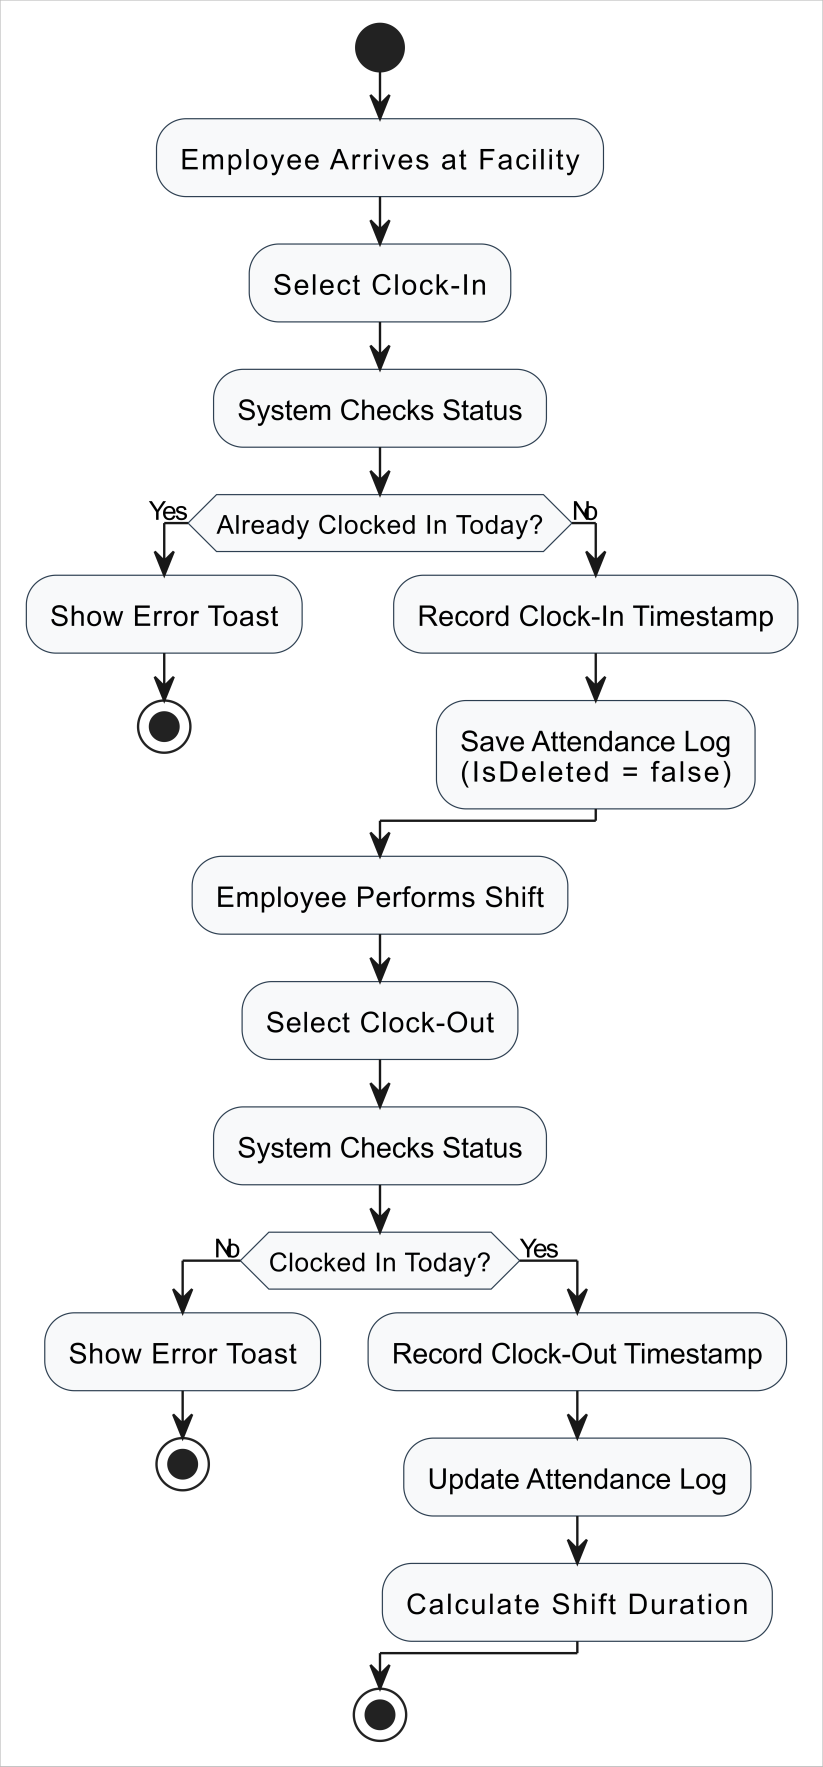 Employee Arrives at Facility
Select Clock-In
System Checks Status
Yes
Already Clocked In Today?
No
Show Error Toast
Record Clock-In Timestamp
Save Attendance Log
(IsDeleted = false)
Employee Performs Shift
Select Clock-Out
System Checks Status
No
Clocked In Today?
Yes
Show Error Toast
Record Clock-Out Timestamp
Update Attendance Log
Calculate Shift Duration